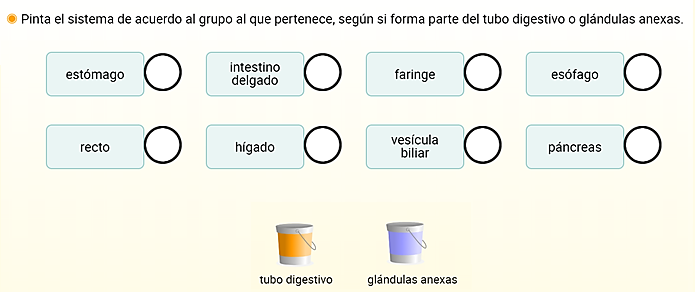 Pinta el sistema de acuerdo al grupo al que pertenece, según si forma parte del tubo digestivo o glándulas anexas.
estómago
intestino
delgado
faringe
esófago
recto
hígado
vesícula
biliar
páncreas
tubo digestivo
glándulas anexas